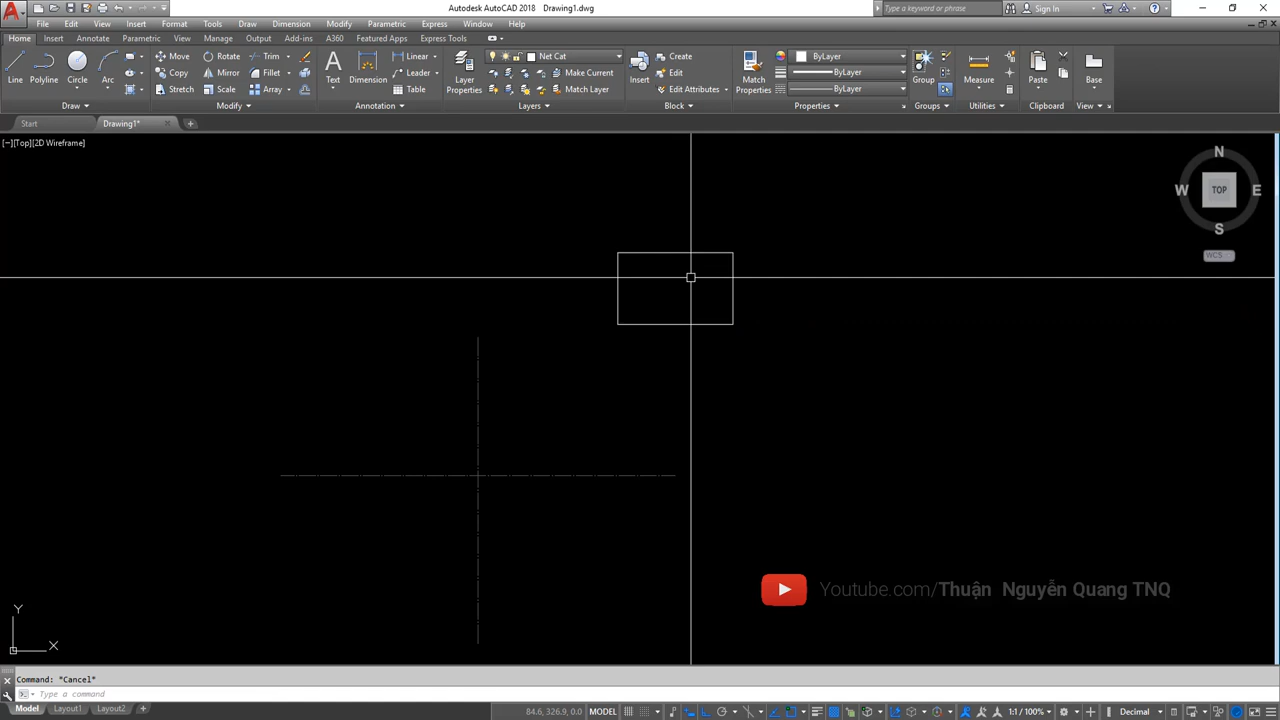 Autodesk AutoCAD 2018 Drawing1.dwg
Type a keyword or phrase
Sign In
File Edit View Insert Format Tools Draw Dimension Modify Parametric Express Window Help
Home Insert Annotate Parametric View Manage Output Add-ins A360 Featured Apps Express Tools
Line Polyline Circle Arc
Draw
Move Rotate Trim
Copy Mirror Fillet
Stretch Scale Array
Modify
Text Dimension
Linear
Leader
Table
Annotation
Layer Properties
Net Cat
Make Current
Match Layer
Layers
Insert
Create
Edit
Edit Attributes
Block
Match Properties
ByLayer
ByLayer
ByLayer
Properties
Group
Groups
Measure
Utilities
Paste
Clipboard
Base
View
Start Drawing1*
[−][Top][2D Wireframe]
N
W TOP E
S
WCS
Youtube.com/Thuận Nguyễn Quang TNQ
Y
X
Command: *Cancel*
Type a command
Model Layout1 Layout2
84.6, 326.9, 0.0 MODEL
1:1 / 100%
Decimal